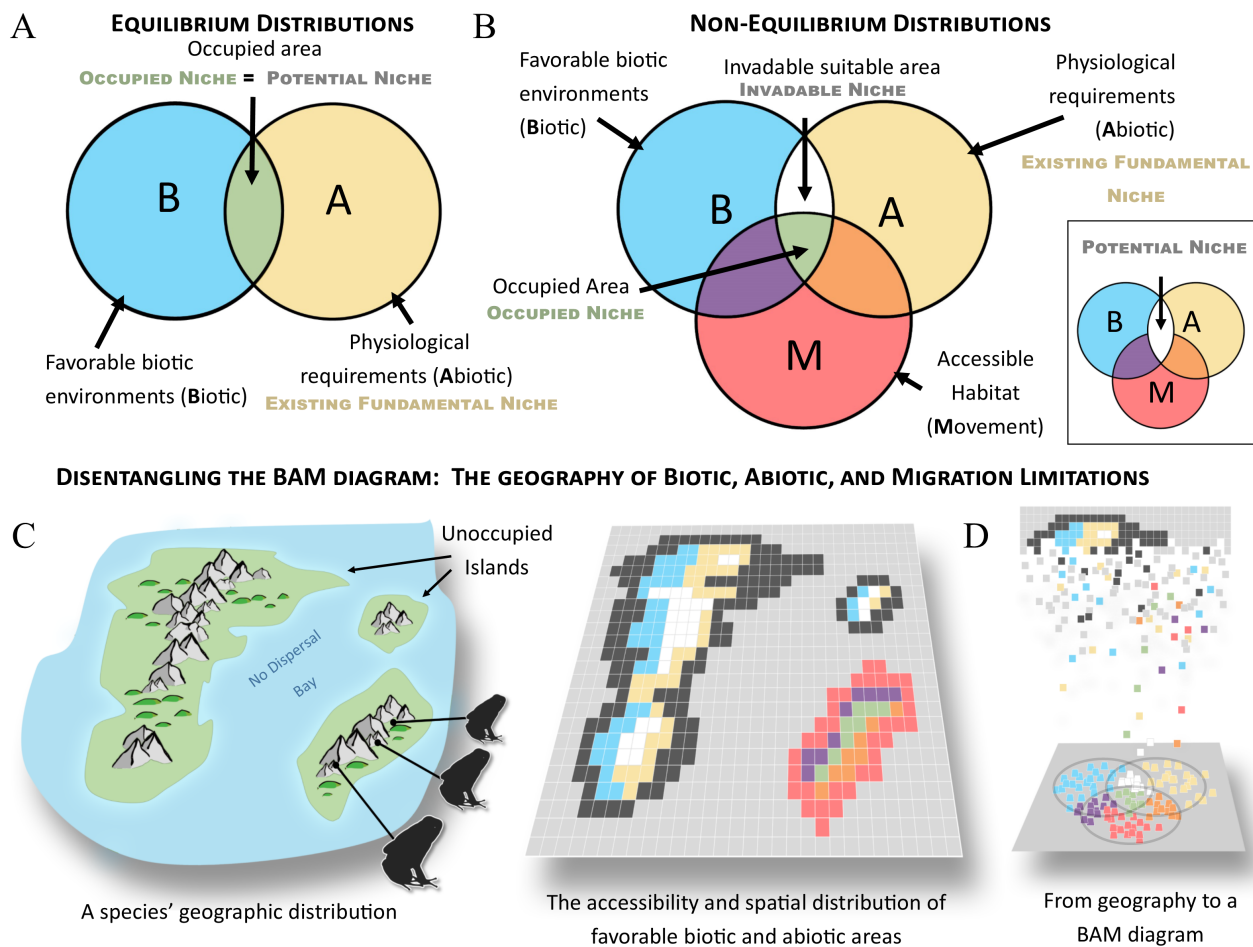 A
EQUILIBRIUM DISTRIBUTIONS
Occupied area
OCCUPIED NICHE = POTENTIAL NICHE
B
A
Favorable biotic
environments (Biotic)
Physiological
requirements (Abiotic)
EXISTING FUNDAMENTAL NICHE
B
NON-EQUILIBRIUM DISTRIBUTIONS
Favorable biotic
environments
(Biotic)
Invadable suitable area
INVADABLE NICHE
Physiological
requirements
(Abiotic)
EXISTING FUNDAMENTAL
NICHE
B
A
M
Occupied Area
OCCUPIED NICHE
Accessible
Habitat
(Movement)
POTENTIAL NICHE
B
A
M
DISENTANGLING THE BAM DIAGRAM: THE GEOGRAPHY OF BIOTIC, ABIOTIC, AND MIGRATION LIMITATIONS
C
Unoccupied
Islands
No Dispersal
Bay
A species' geographic distribution
The accessibility and spatial distribution of
favorable biotic and abiotic areas
D
From geography to a
BAM diagram